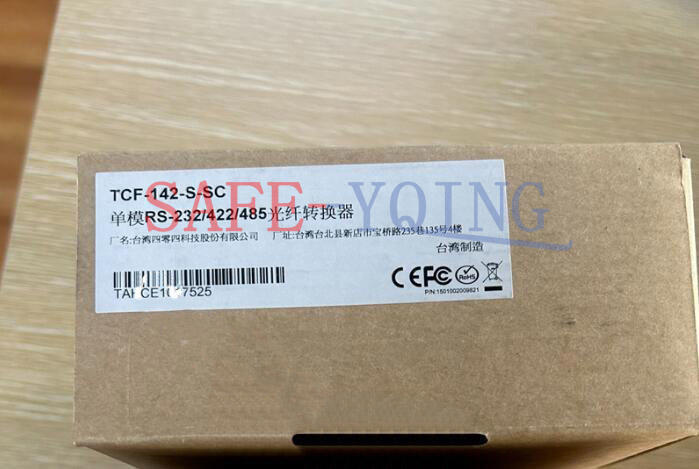 SAFE-YQING
TCF-142-S-SC
单模RS-232/422/485光纤转换器
厂名:台湾四零四科技股份有限公司 厂址:台湾台北县新店市宝桥路235巷135号4楼
台湾制造
CE FC RoHS
P/N:1501002009821